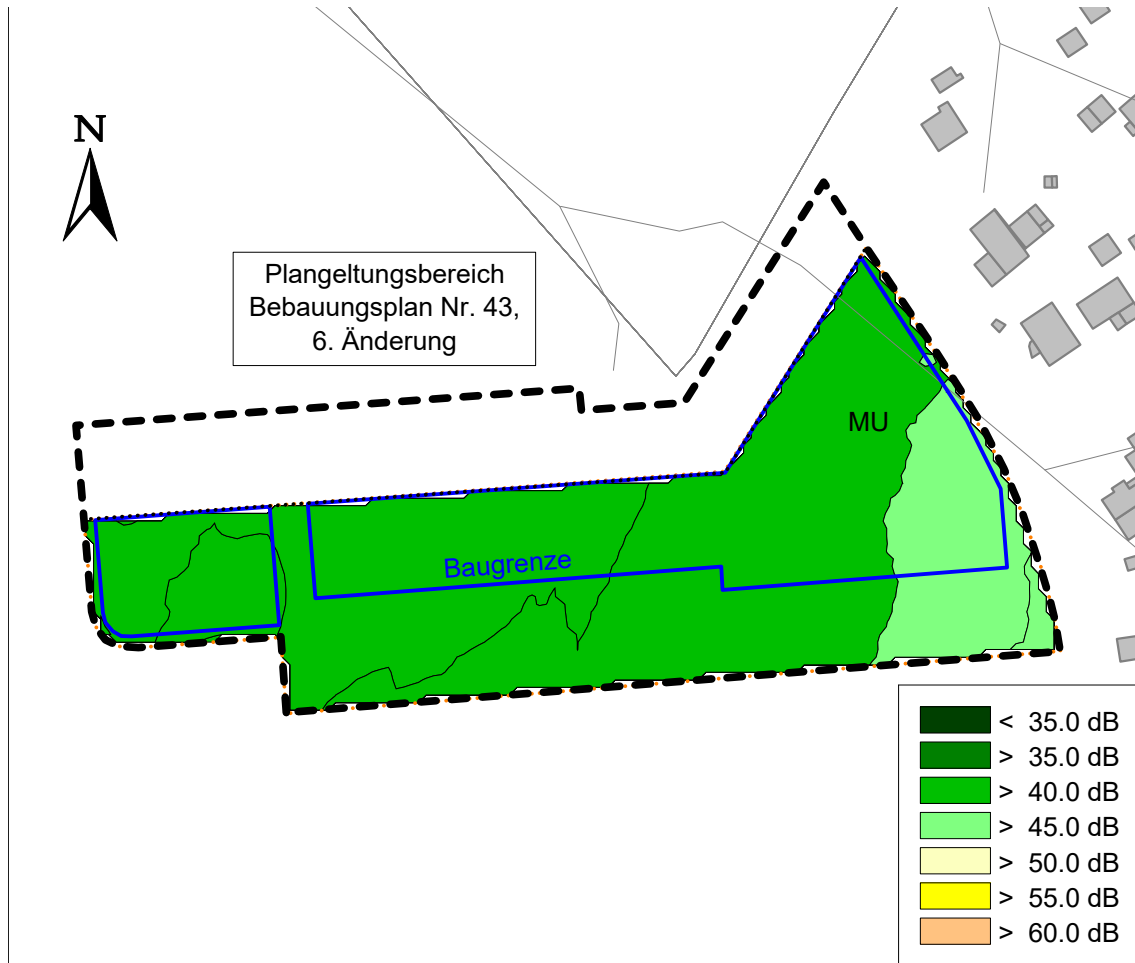 N
Plangeltungsbereich
Bebauungsplan Nr. 43,
6. Änderung
MU
Baugrenze
< 35.0 dB
> 35.0 dB
> 40.0 dB
> 45.0 dB
> 50.0 dB
> 55.0 dB
> 60.0 dB